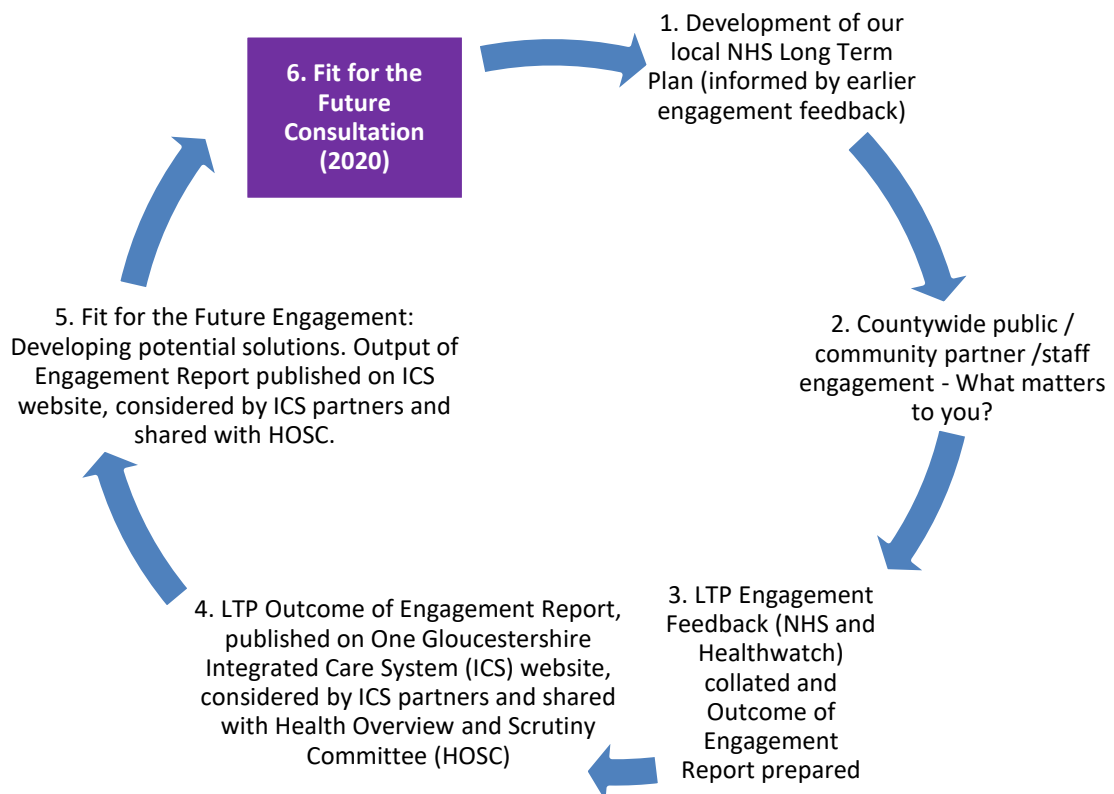 1. Development of our
local NHS Long Term
Plan (informed by earlier
engagement feedback)
2. Countywide public /
community partner /staff
engagement - What matters
to you?
3. LTP Engagement
Feedback (NHS and
Healthwatch)
collated and
Outcome of
Engagement
Report prepared
4. LTP Outcome of Engagement Report,
published on One Gloucestershire
Integrated Care System (ICS) website,
considered by ICS partners and shared
with Health Overview and Scrutiny
Committee (HOSC)
5. Fit for the Future Engagement:
Developing potential solutions. Output of
Engagement Report published on ICS
website, considered by ICS partners and
shared with HOSC.
6. Fit for the
Future
Consultation
(2020)